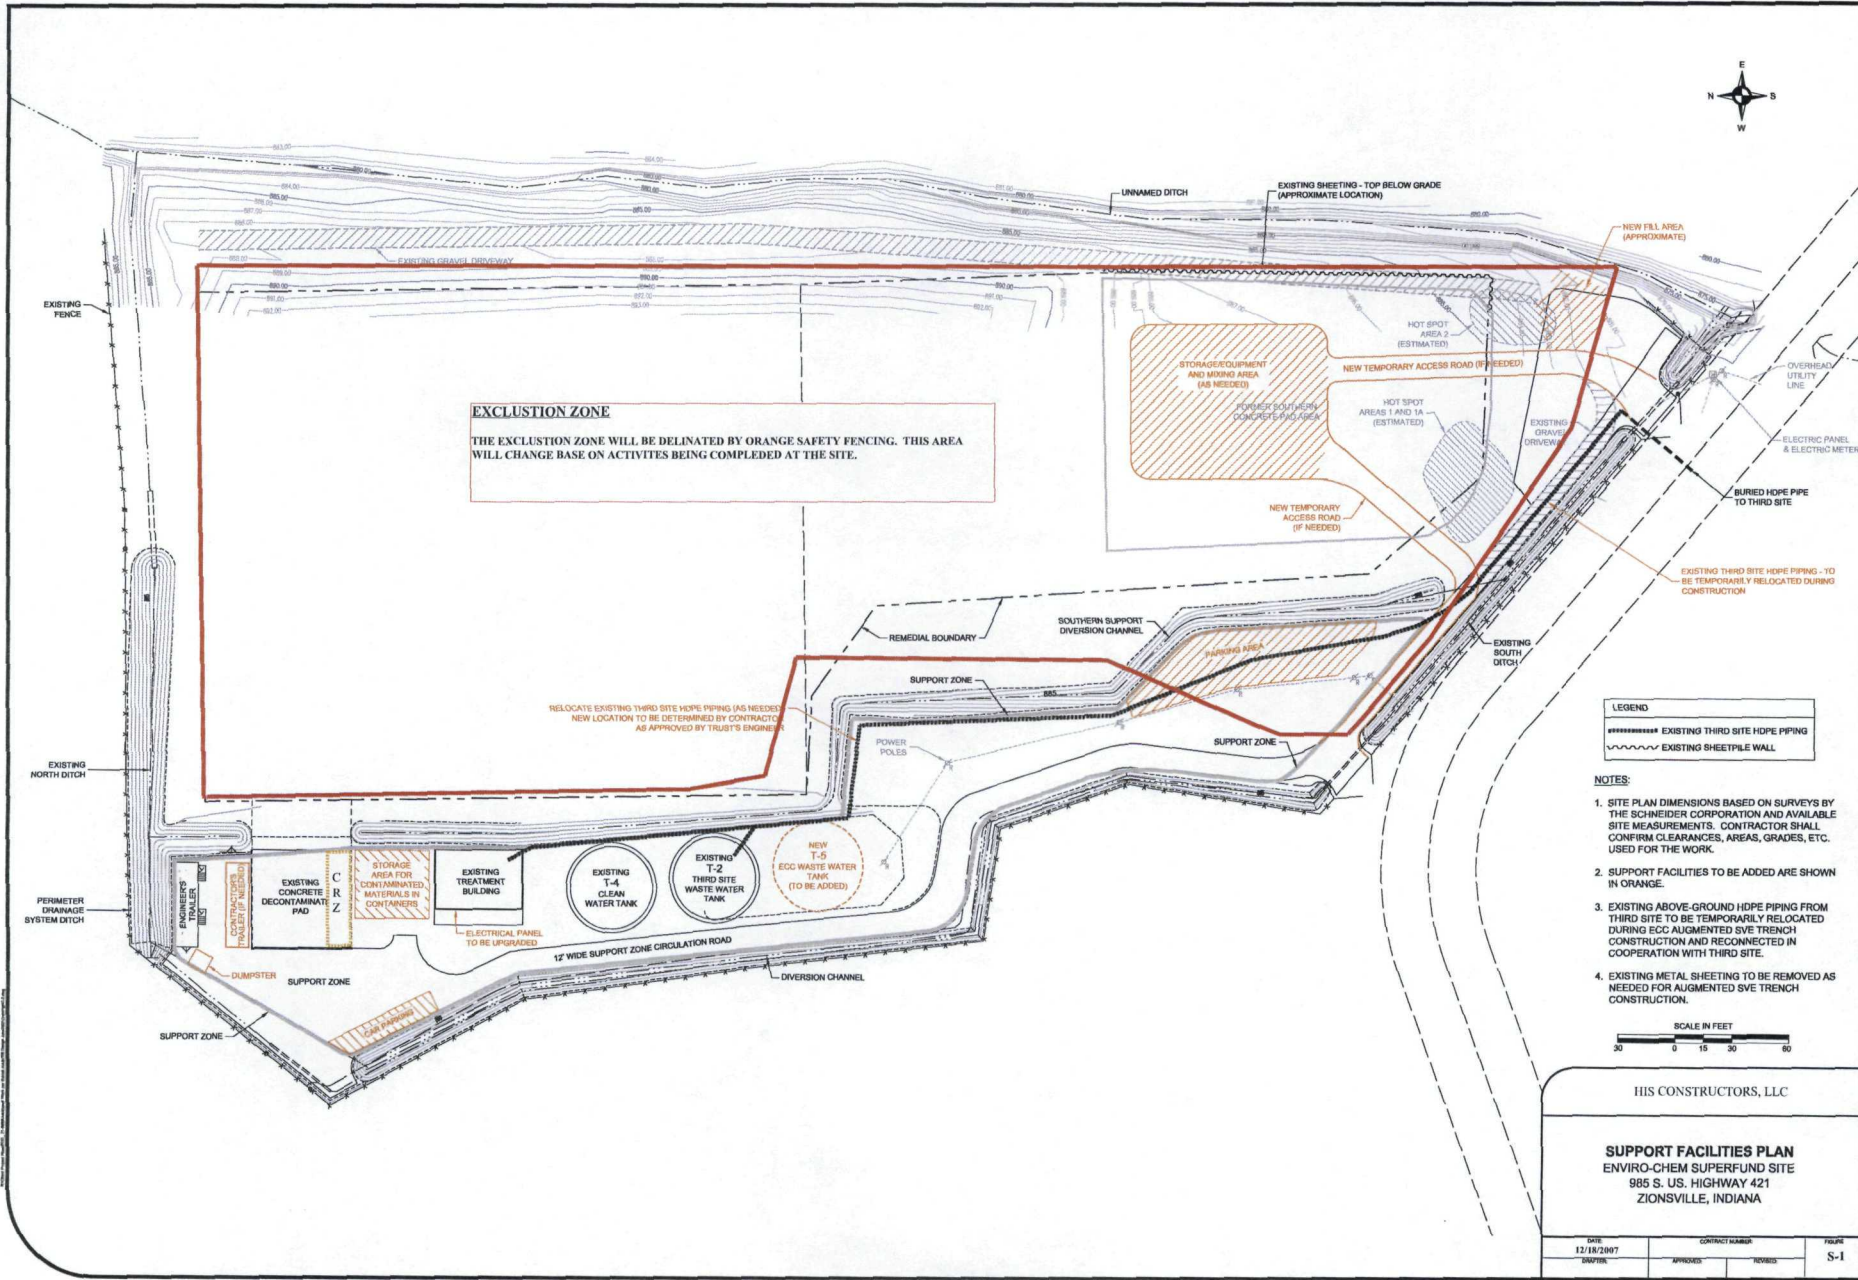 E
N
S
W
UNNAMED DITCH
EXISTING SHEETING - TOP BELOW GRADE
(APPROXIMATE LOCATION)
NEW FILL AREA
(APPROXIMATE)
EXISTING GRAVEL DRIVEWAY
EXISTING
FENCE
HOT SPOT
AREA 2
(ESTIMATED)
STORAGE/EQUIPMENT
AND MIXING AREA
(AS NEEDED)
NEW TEMPORARY ACCESS ROAD (IF NEEDED)
OVERHEAD
UTILITY
LINE
FORMER SOUTHERN
CONCRETE PAD AREA
HOT SPOT
AREAS 1 AND 1A
(ESTIMATED)
EXISTING
GRAVEL
DRIVEWAY
ELECTRIC PANEL
& ELECTRIC METER
EXCLUSTION ZONE
THE EXCLUSTION ZONE WILL BE DELINATED BY ORANGE SAFETY FENCING. THIS AREA
WILL CHANGE BASE ON ACTIVITES BEING COMPLEDED AT THE SITE.
BURIED HDPE PIPE
TO THIRD SITE
NEW TEMPORARY
ACCESS ROAD
(IF NEEDED)
EXISTING THIRD SITE HDPE PIPING - TO
BE TEMPORARILY RELOCATED DURING
CONSTRUCTION
REMEDIAL BOUNDARY
SOUTHERN SUPPORT
DIVERSION CHANNEL
PARKING AREA
EXISTING
SOUTH
DITCH
SUPPORT ZONE
885
RELOCATE EXISTING THIRD SITE HDPE PIPING (AS NEEDED)
NEW LOCATION TO BE DETERMINED BY CONTRACTOR
AS APPROVED BY TRUST'S ENGINEER
POWER
POLES
SUPPORT ZONE
EXISTING
NORTH DITCH
LEGEND
EXISTING THIRD SITE HDPE PIPING
EXISTING SHEETPILE WALL
NOTES:
1. SITE PLAN DIMENSIONS BASED ON SURVEYS BY
THE SCHNEIDER CORPORATION AND AVAILABLE
SITE MEASUREMENTS. CONTRACTOR SHALL
CONFIRM CLEARANCES, AREAS, GRADES, ETC.
USED FOR THE WORK.
2. SUPPORT FACILITIES TO BE ADDED ARE SHOWN
IN ORANGE.
3. EXISTING ABOVE-GROUND HDPE PIPING FROM
THIRD SITE TO BE TEMPORARILY RELOCATED
DURING ECC AUGMENTED SVE TRENCH
CONSTRUCTION AND RECONNECTED IN
COOPERATION WITH THIRD SITE.
4. EXISTING METAL SHEETING TO BE REMOVED AS
NEEDED FOR AUGMENTED SVE TRENCH
CONSTRUCTION.
PERIMETER
DRAINAGE
SYSTEM DITCH
ENGINEER'S
TRAILER
CONTRACTOR'S
TRAILER (IF NEEDED)
EXISTING
CONCRETE
DECONTAMINATI
PAD
C
R
Z
STORAGE
AREA FOR
CONTAMINATED
MATERIALS IN
CONTAINERS
EXISTING
TREATMENT
BUILDING
EXISTING
T-4
CLEAN
WATER TANK
EXISTING
T-2
THIRD SITE
WASTE WATER
TANK
NEW
T-5
ECC WASTE WATER
TANK
(TO BE ADDED)
ELECTRICAL PANEL
TO BE UPGRADED
12' WIDE SUPPORT ZONE CIRCULATION ROAD
DIVERSION CHANNEL
DUMPSTER
SUPPORT ZONE
CAR PARKING
SUPPORT ZONE
SCALE IN FEET
30 0 15 30 60
HIS CONSTRUCTORS, LLC
SUPPORT FACILITIES PLAN
ENVIRO-CHEM SUPERFUND SITE
985 S. US. HIGHWAY 421
ZIONSVILLE, INDIANA
DATE:
12/18/2007
CONTRACT NUMBER:
FIGURE
S-1
DRAFTER:
APPROVED:
REVISED: